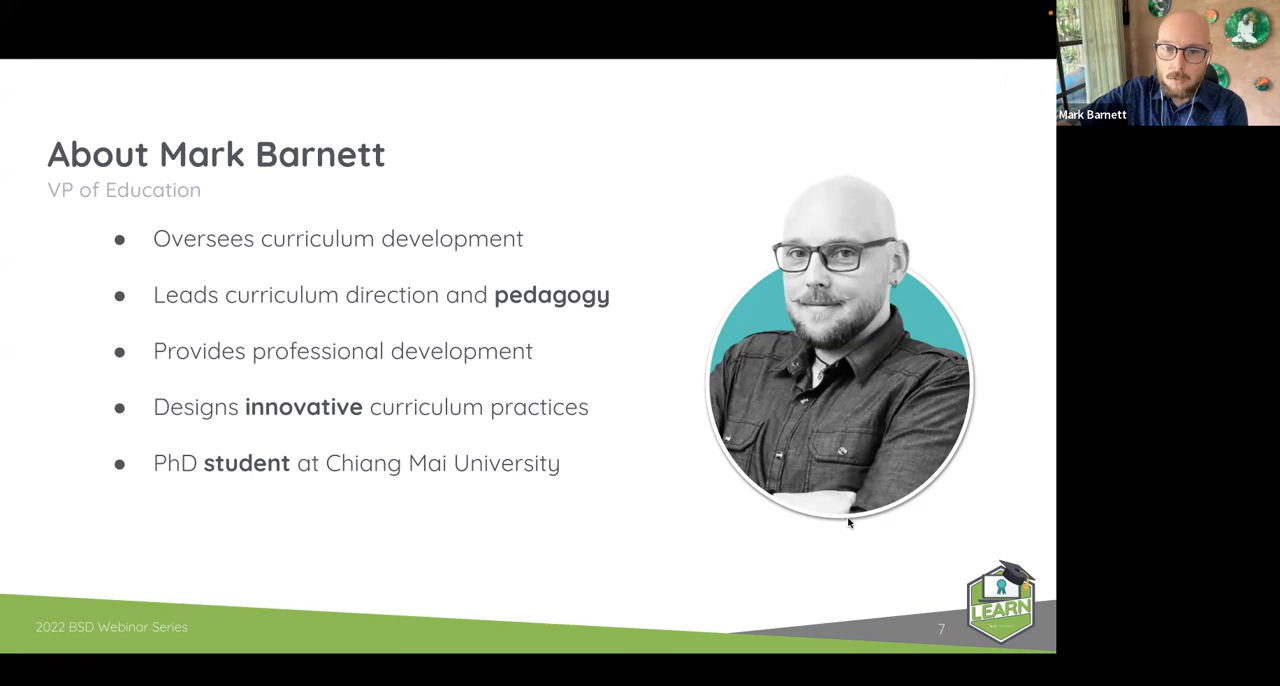 About Mark Barnett
VP of Education
● Oversees curriculum development
● Leads curriculum direction and pedagogy
● Provides professional development
● Designs innovative curriculum practices
● PhD student at Chiang Mai University
2022 BSD Webinar Series
7
LEARN
Mark Barnett